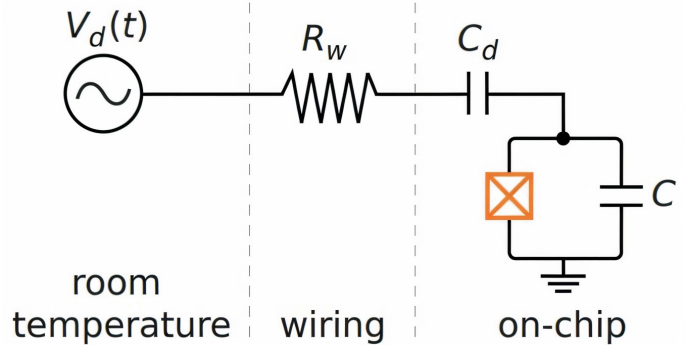 V_d(t)
R_w
C_d
C
room
temperature
wiring
on-chip